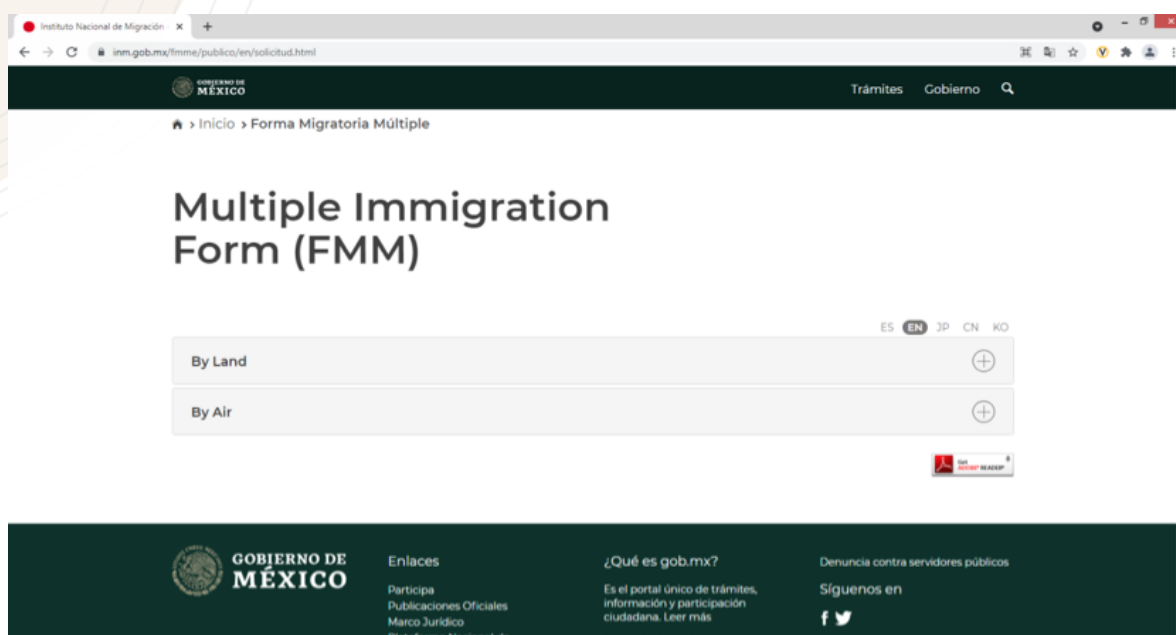 Instituto Nacional de Migración
inm.gob.mx/fmme/publico/en/solicitud.html
GOBIERNO DE
MÉXICO
Trámites Gobierno
> Inicio > Forma Migratoria Múltiple
Multiple Immigration
Form (FMM)
ES EN JP CN KO
By Land
By Air
Get
ADOBE® READER®
GOBIERNO DE
MÉXICO
Enlaces
Participa
Publicaciones Oficiales
Marco Jurídico
¿Qué es gob.mx?
Es el portal único de trámites,
información y participación
ciudadana. Leer más
Denuncia contra servidores públicos
Síguenos en